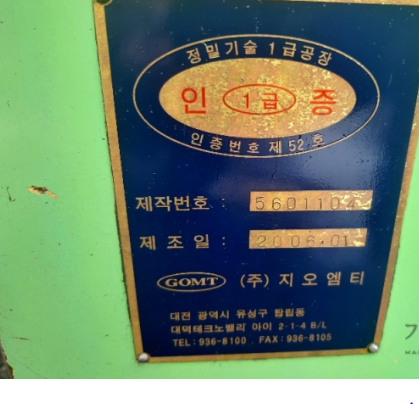 정밀기술 1급공장
인 1급 증
인증번호 제 52 호
제작번호 : 5601104
제 조 일 : 2006.01
GOMT (주) 지 오 엠 티
대전 광역시 유성구 탑립동
대덕테크노밸리 아이 2-1-4 B/L
TEL : 936-8100 . FAX : 936-8105